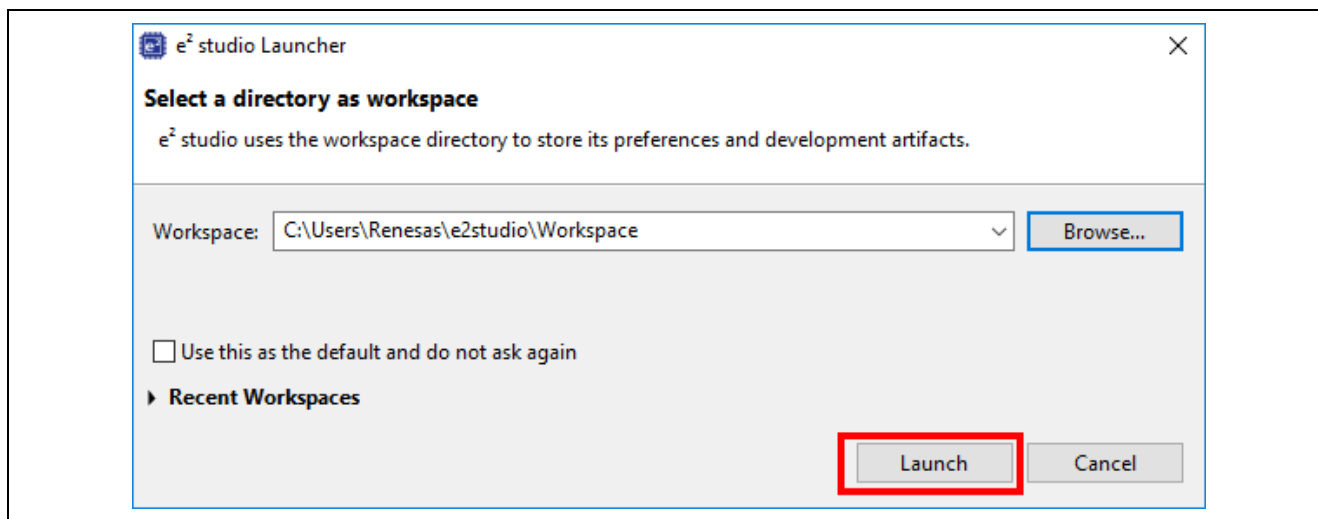 e² studio Launcher
Select a directory as workspace
e² studio uses the workspace directory to store its preferences and development artifacts.
Workspace: C:\Users\Renesas\e2studio\Workspace Browse...
Use this as the default and do not ask again
Recent Workspaces
Launch Cancel